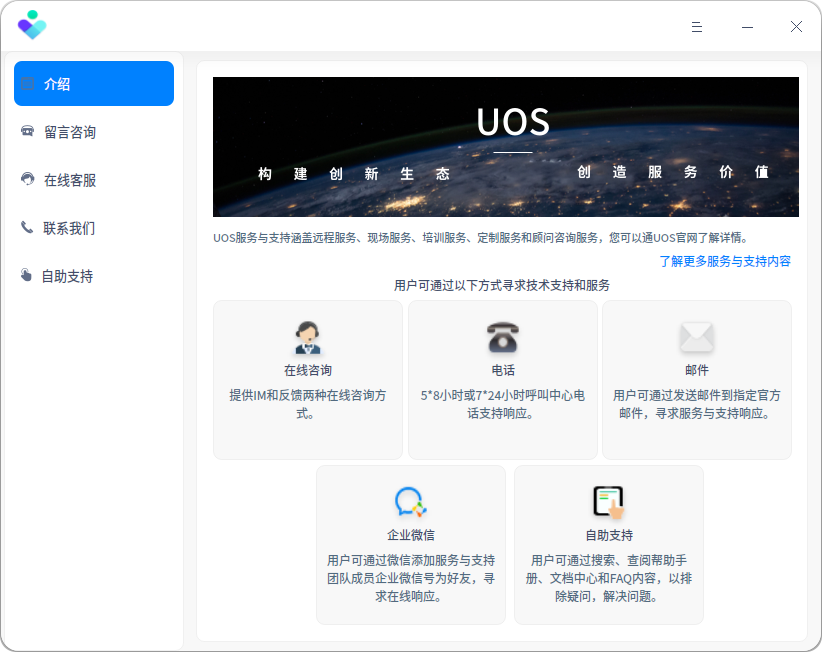 介绍
留言咨询
在线客服
联系我们
自助支持
UOS
构建创新生态 创造服务价值
UOS服务与支持涵盖远程服务、现场服务、培训服务、定制服务和顾问咨询服务，您可以通UOS官网了解详情。
了解更多服务与支持内容
用户可通过以下方式寻求技术支持和服务
在线咨询
提供IM和反馈两种在线咨询方
式。
电话
5*8小时或7*24小时呼叫中心电
话支持响应。
邮件
用户可通过发送邮件到指定官方
邮件，寻求服务与支持响应。
企业微信
用户可通过微信添加服务与支持
团队成员企业微信号为好友，寻
求在线响应。
自助支持
用户可通过搜索、查阅帮助手
册、文档中心和FAQ内容，以排
除疑问，解决问题。